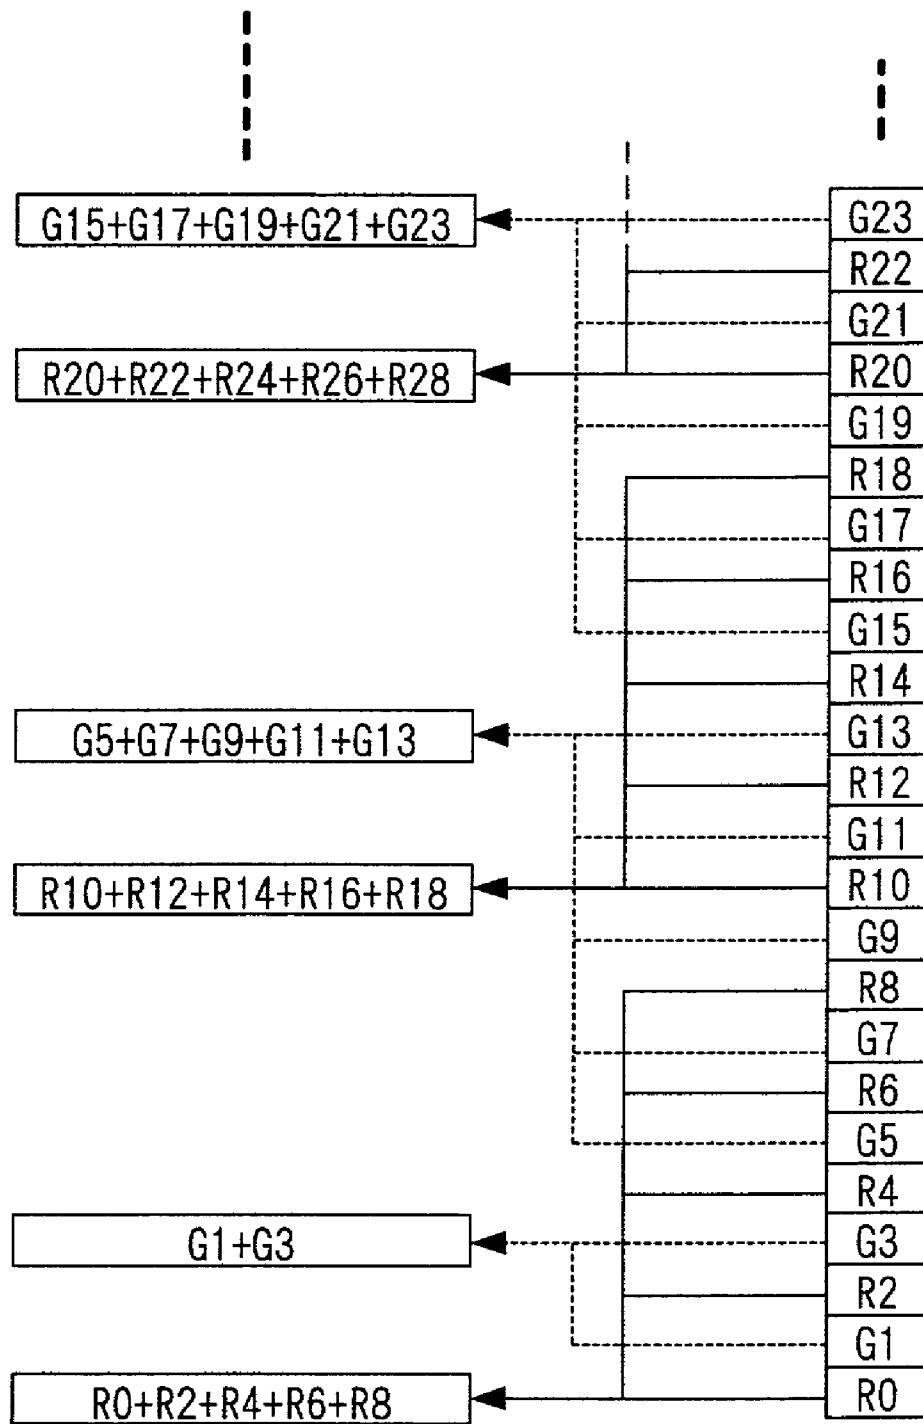 G15+G17+G19+G21+G23
R20+R22+R24+R26+R28
G5+G7+G9+G11+G13
R10+R12+R14+R16+R18
G1+G3
R0+R2+R4+R6+R8
G23
R22
G21
R20
G19
R18
G17
R16
G15
R14
G13
R12
G11
R10
G9
R8
G7
R6
G5
R4
G3
R2
G1
R0